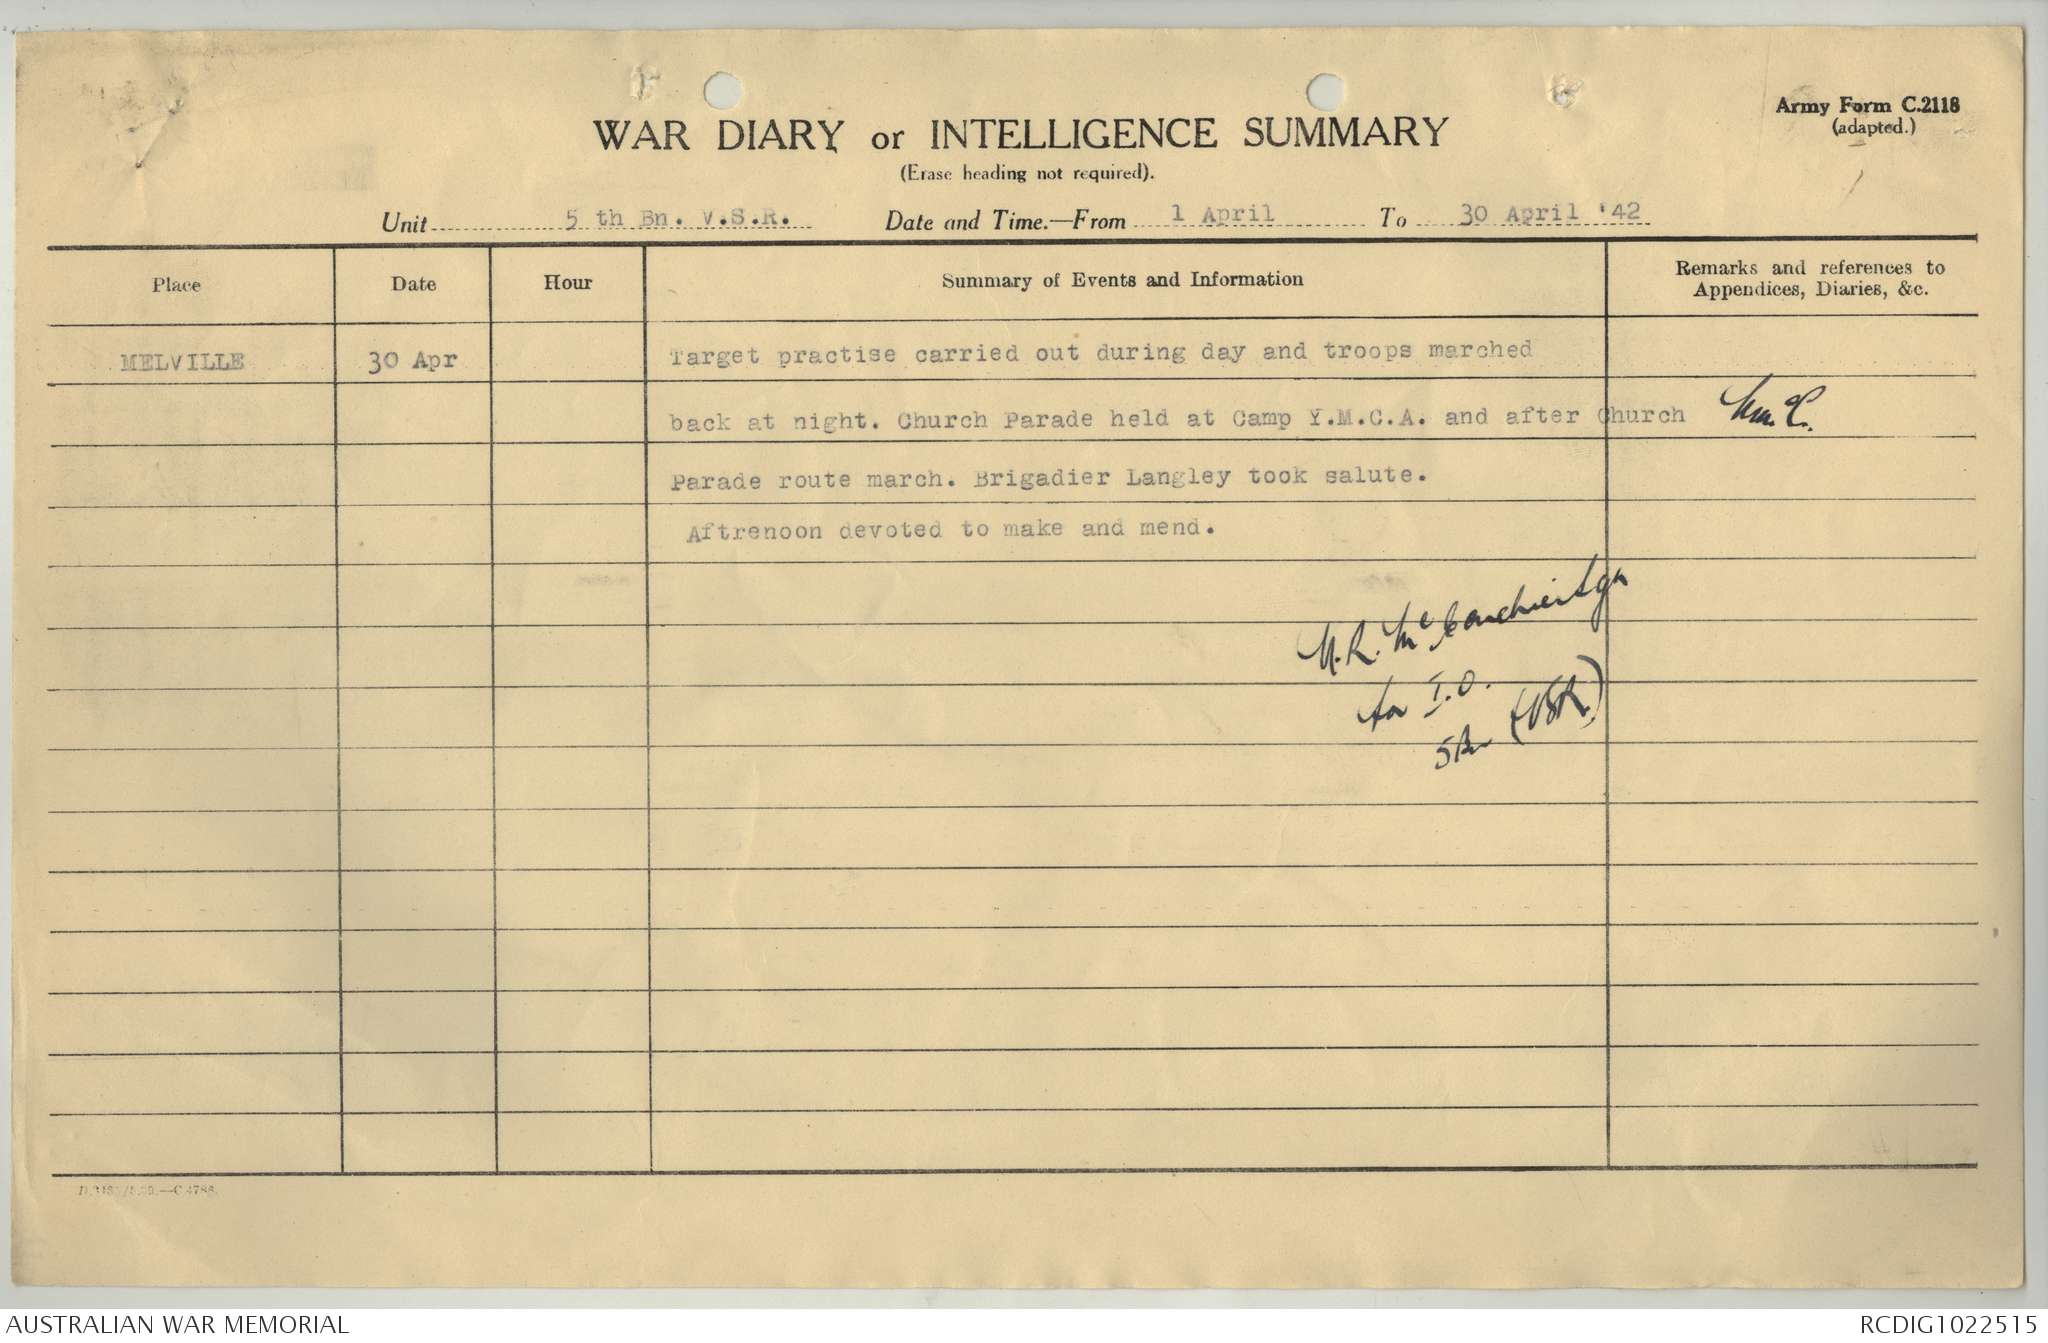 Army Form C.2118
(adapted.)
WAR DIARY or INTELLIGENCE SUMMARY
(Erase heading not required).
Unit 5 th Bn. V.S.R. Date and Time.—From 1 April To 30 April '42
Place Date Hour Summary of Events and Information Remarks and references to
Appendices, Diaries, &c.
MELVILLE 30 Apr Target practise carried out during day and troops marched
back at night. Church Parade held at Camp Y.M.C.A. and after Church
Parade route march. Brigadier Langley took salute.
Aftrenoon devoted to make and mend.
for I.O.
5 Bn (VSR)
AUSTRALIAN WAR MEMORIAL RCDIG1022515